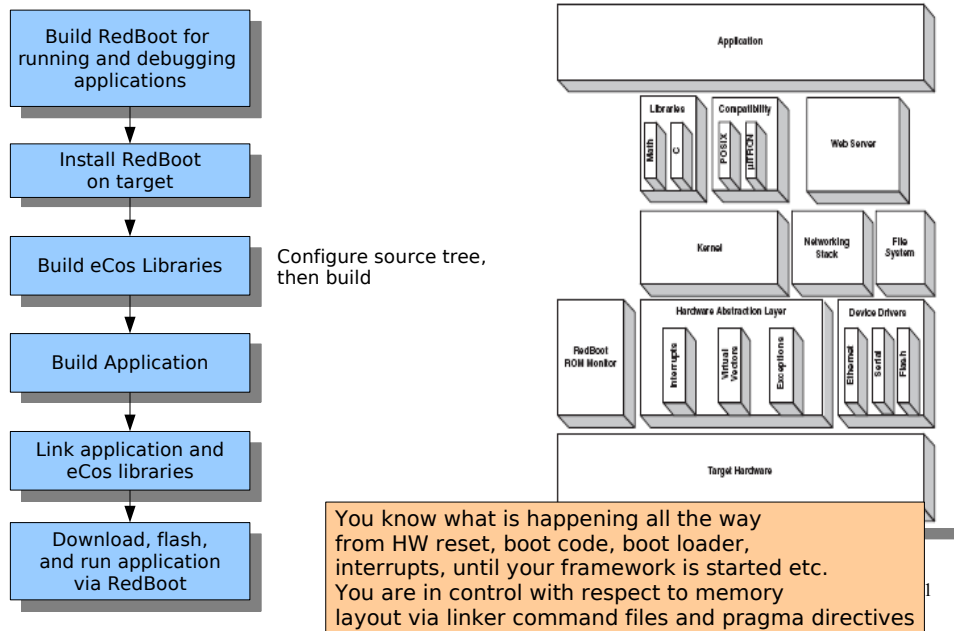 Build RedBoot for
running and debugging
applications
Install RedBoot
on target
Build eCos Libraries
Configure source tree,
then build
Build Application
Link application and
eCos libraries
Download, flash,
and run application
via RedBoot
Application
Libraries
Math
C
Compatibility
POSIX
µITRON
Web Server
Kernel
Networking
Stack
File
System
RedBoot
ROM Monitor
Hardware Abstraction Layer
Interrupts
Virtual
Vectors
Exceptions
Device Drivers
Ethernet
Serial
Flash
Target Hardware
You know what is happening all the way
from HW reset, boot code, boot loader,
interrupts, until your framework is started etc.
You are in control with respect to memory
layout via linker command files and pragma directives
1